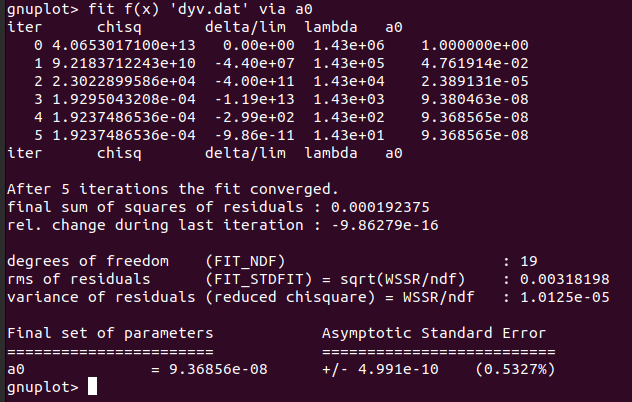 gnuplot> fit f(x) 'dyv.dat' via a0
iter      chisq       delta/lim  lambda   a0
   0 4.0653017100e+13   0.00e+00  1.43e+06    1.000000e+00
   1 9.2183712243e+10  -4.40e+07  1.43e+05    4.761914e-02
   2 2.3022899586e+04  -4.00e+11  1.43e+04    2.389131e-05
   3 1.9295043208e-04  -1.19e+13  1.43e+03    9.380463e-08
   4 1.9237486536e-04  -2.99e+02  1.43e+02    9.368565e-08
   5 1.9237486536e-04  -9.86e-11  1.43e+01    9.368565e-08
iter      chisq       delta/lim  lambda   a0
After 5 iterations the fit converged.
final sum of squares of residuals : 0.000192375
rel. change during last iteration : -9.86279e-16
degrees of freedom    (FIT_NDF)                        : 19
rms of residuals      (FIT_STDFIT) = sqrt(WSSR/ndf)    : 0.00318198
variance of residuals (reduced chisquare) = WSSR/ndf   : 1.0125e-05
Final set of parameters            Asymptotic Standard Error
=======================            ==========================
a0              = 9.36856e-08      +/- 4.991e-10    (0.5327%)
gnuplot>